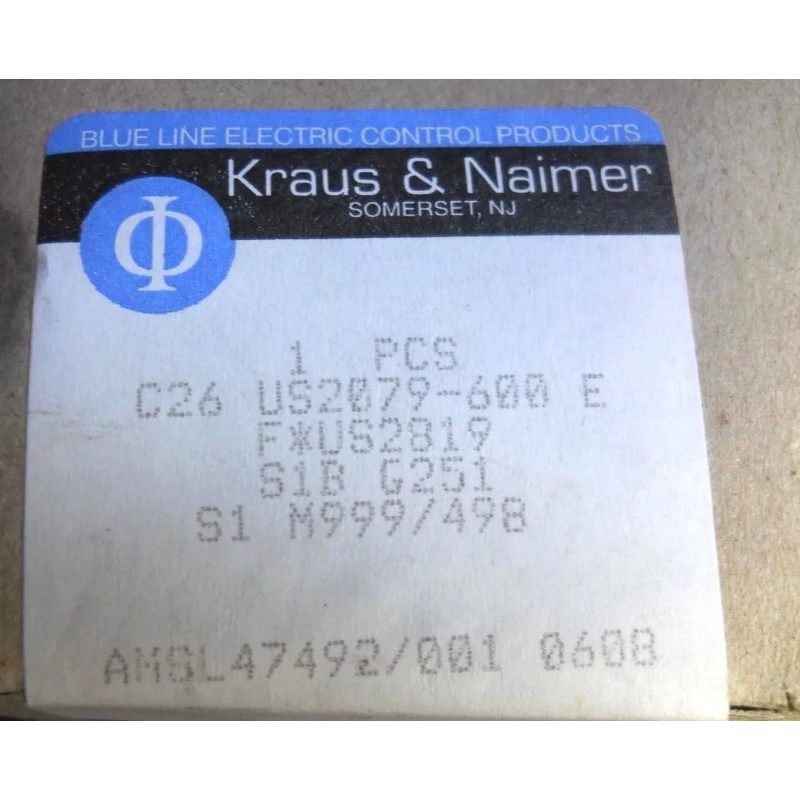 BLUE LINE ELECTRIC CONTROL PRODUCTS
Kraus & Naimer
SOMERSET, NJ
1 PCS
C26 US2079-600 E
F*US2819
S1B G251
S1 M999/498
AMSL47492/001 0608